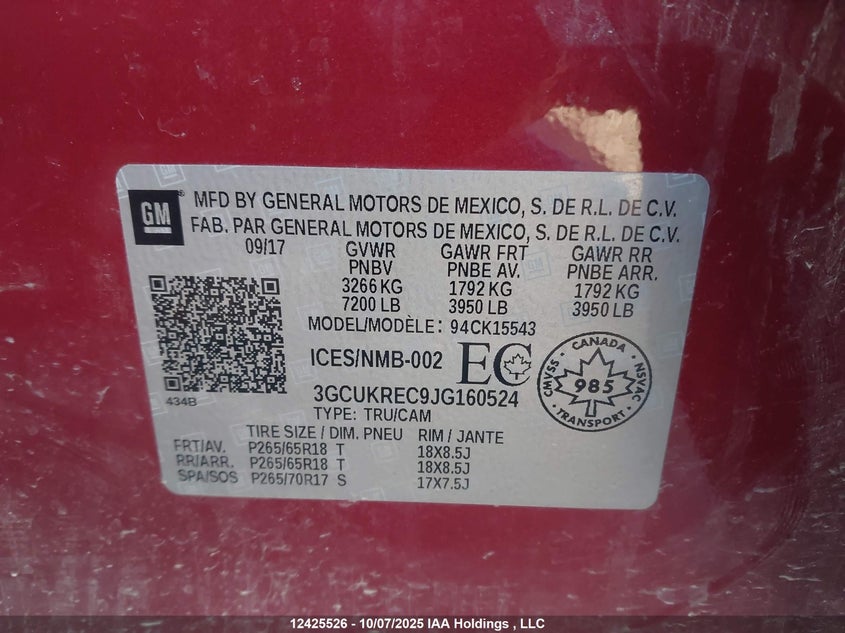 GM
MFD BY GENERAL MOTORS DE MEXICO, S. DE R.L. DE C.V.
FAB. PAR GENERAL MOTORS DE MEXICO, S. DE R.L. DE C.V.
09/17 GVWR GAWR FRT GAWR RR
PNBV PNBE AV. PNBE ARR.
3266 KG 1792 KG 1792 KG
7200 LB 3950 LB 3950 LB
MODEL/MODÈLE: 94CK15543
ICES/NMB-002 EC
CANADA
CMVSS 985 NSVAC
TRANSPORT
3GCUKREC9JG160524
434B
TYPE: TRU/CAM
TIRE SIZE / DIM. PNEU RIM / JANTE
FRT/AV. P265/65R18 T 18X8.5J
RR/ARR. P265/65R18 T 18X8.5J
SPA/SOS P265/70R17 S 17X7.5J
12425526 - 10/07/2025 IAA Holdings , LLC